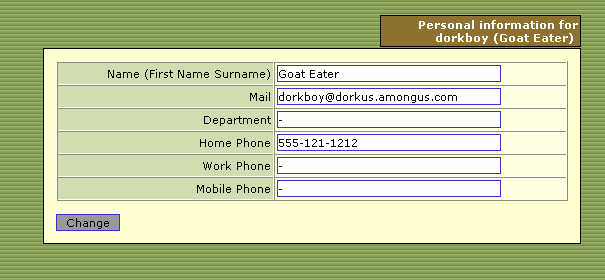 Personal information for
dorkboy (Goat Eater)
Name (First Name Surname) Goat Eater
Mail dorkboy@dorkus.amongus.com
Department -
Home Phone 555-121-1212
Work Phone -
Mobile Phone -
Change